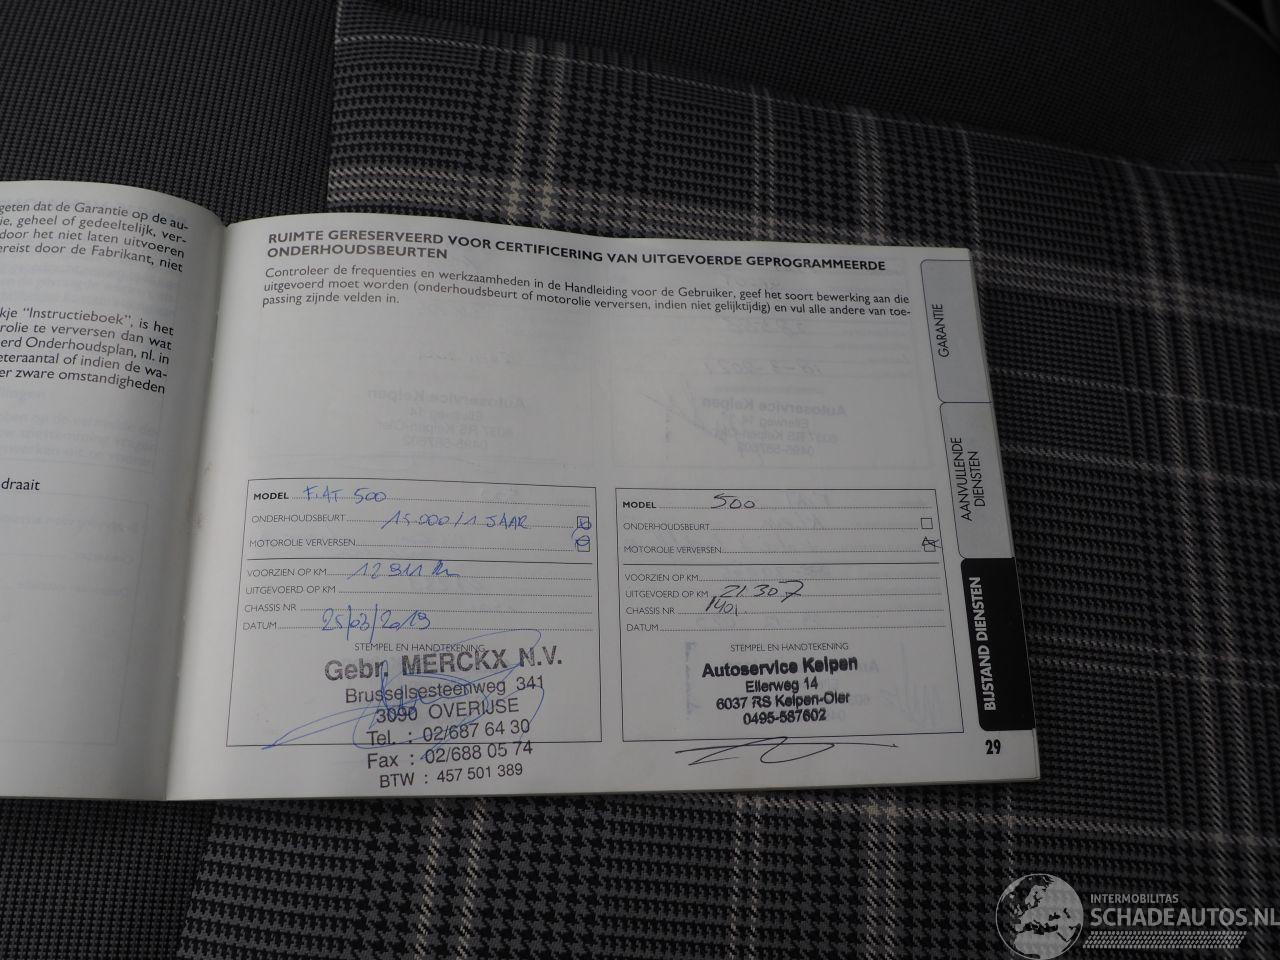 geten dat de Garantie op de au-
ie, geheel of gedeeltelijk, ver-
door het niet laten uitvoeren
ereist door de Fabrikant, niet
kje “Instructieboek”, is het
rolie te verversen dan wat
erd Onderhoudsplan, nl. in
eteraantal of indien de wa-
er zware omstandigheden
draait
RUIMTE GERESERVEERD VOOR CERTIFICERING VAN UITGEVOERDE GEPROGRAMMEERDE
ONDERHOUDSBEURTEN
Controleer de frequenties en werkzaamheden in de Handleiding voor de Gebruiker, geef het soort bewerking aan die
uitgevoerd moet worden (onderhoudsbeurt of motorolie verversen, indien niet gelijktijdig) en vul alle andere van toe-
passing zijnde velden in.
MODEL FIAT 500
ONDERHOUDSBEURT 15.000/1 JAAR
MOTOROLIE VERVERSEN
VOORZIEN OP KM 12 911 Km
UITGEVOERD OP KM
CHASSIS NR
DATUM 25/03/2019
STEMPEL EN HANDTEKENING
Gebr. MERCKX N.V.
Brusselsesteenweg 341
3090 OVERIJSE
Tel. : 02/687 64 30
Fax : 02/688 05 74
BTW : 457 501 389
MODEL 500
ONDERHOUDSBEURT
MOTOROLIE VERVERSEN
VOORZIEN OP KM
UITGEVOERD OP KM 21.307
CHASSIS NR
DATUM
STEMPEL EN HANDTEKENING
Autoservice Kelpen
Ellerweg 14
6037 RS Kelpen-Oler
0495-587602
GARANTIE
AANVULLENDE
DIENSTEN
BIJSTAND DIENSTEN
29
INTERMOBILITAS
SCHADEAUTOS.NL